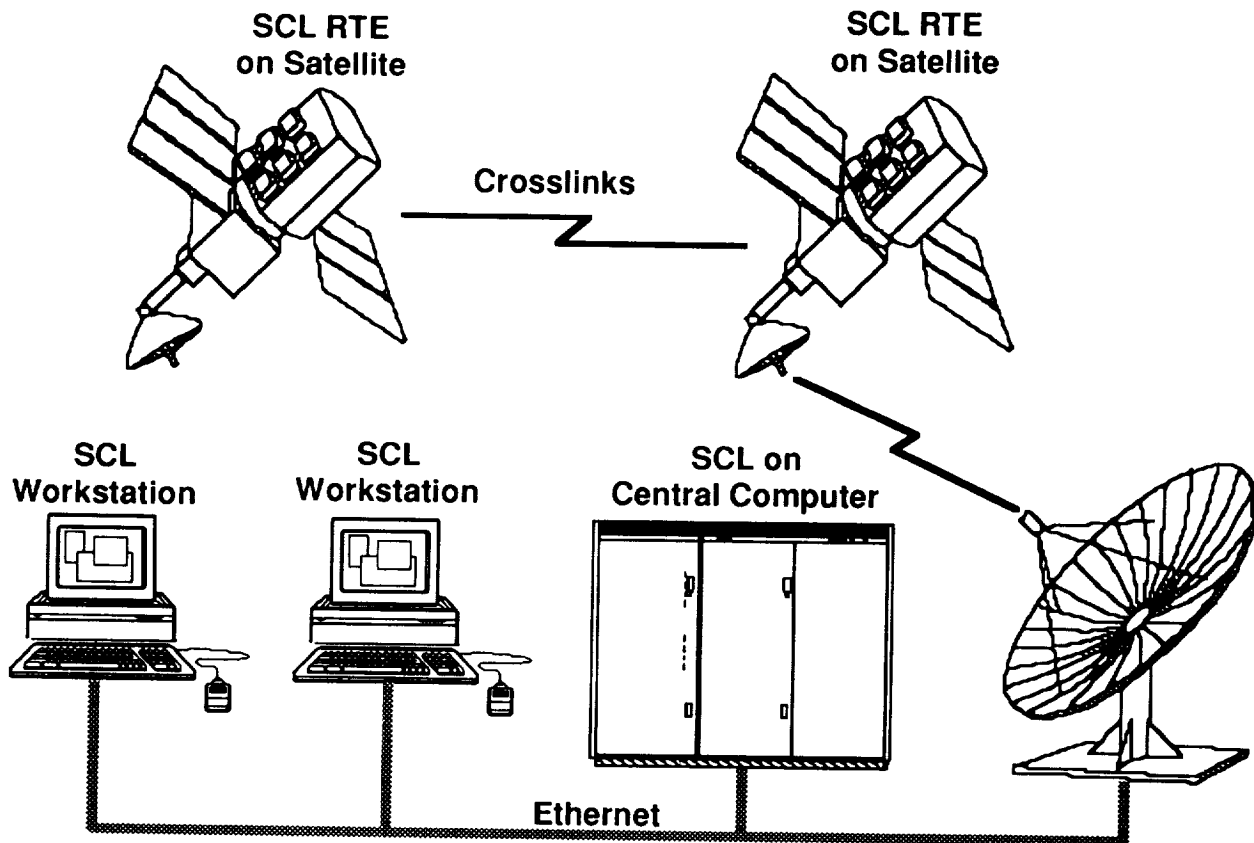 SCL RTE
on Satellite
SCL RTE
on Satellite
Crosslinks
SCL
Workstation
SCL
Workstation
SCL on
Central Computer
Ethernet